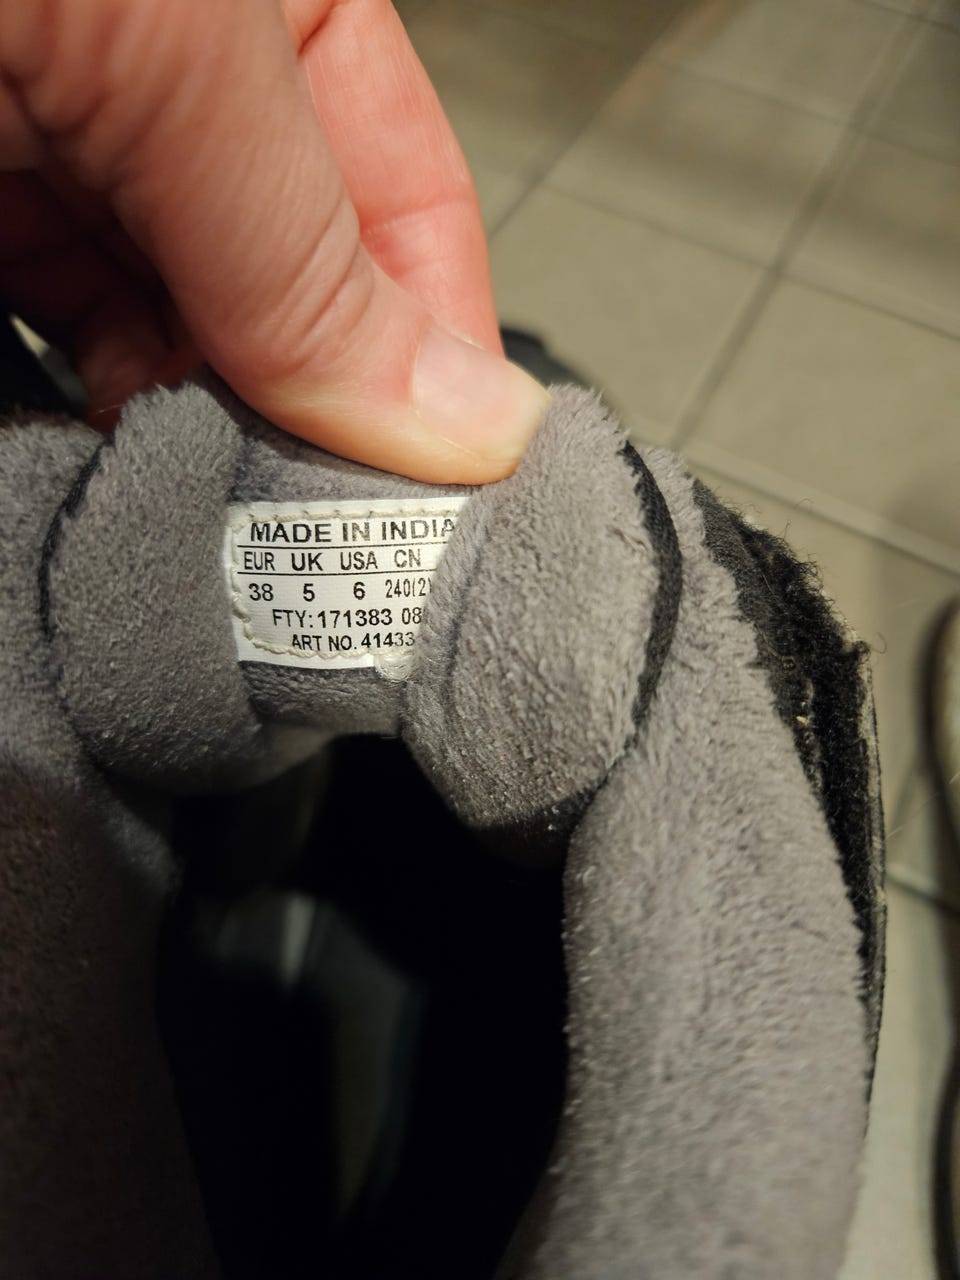 MADE IN INDIA
EUR UK USA CN
38 5 6 240(2
FTY:171383 08
ART NO. 41433